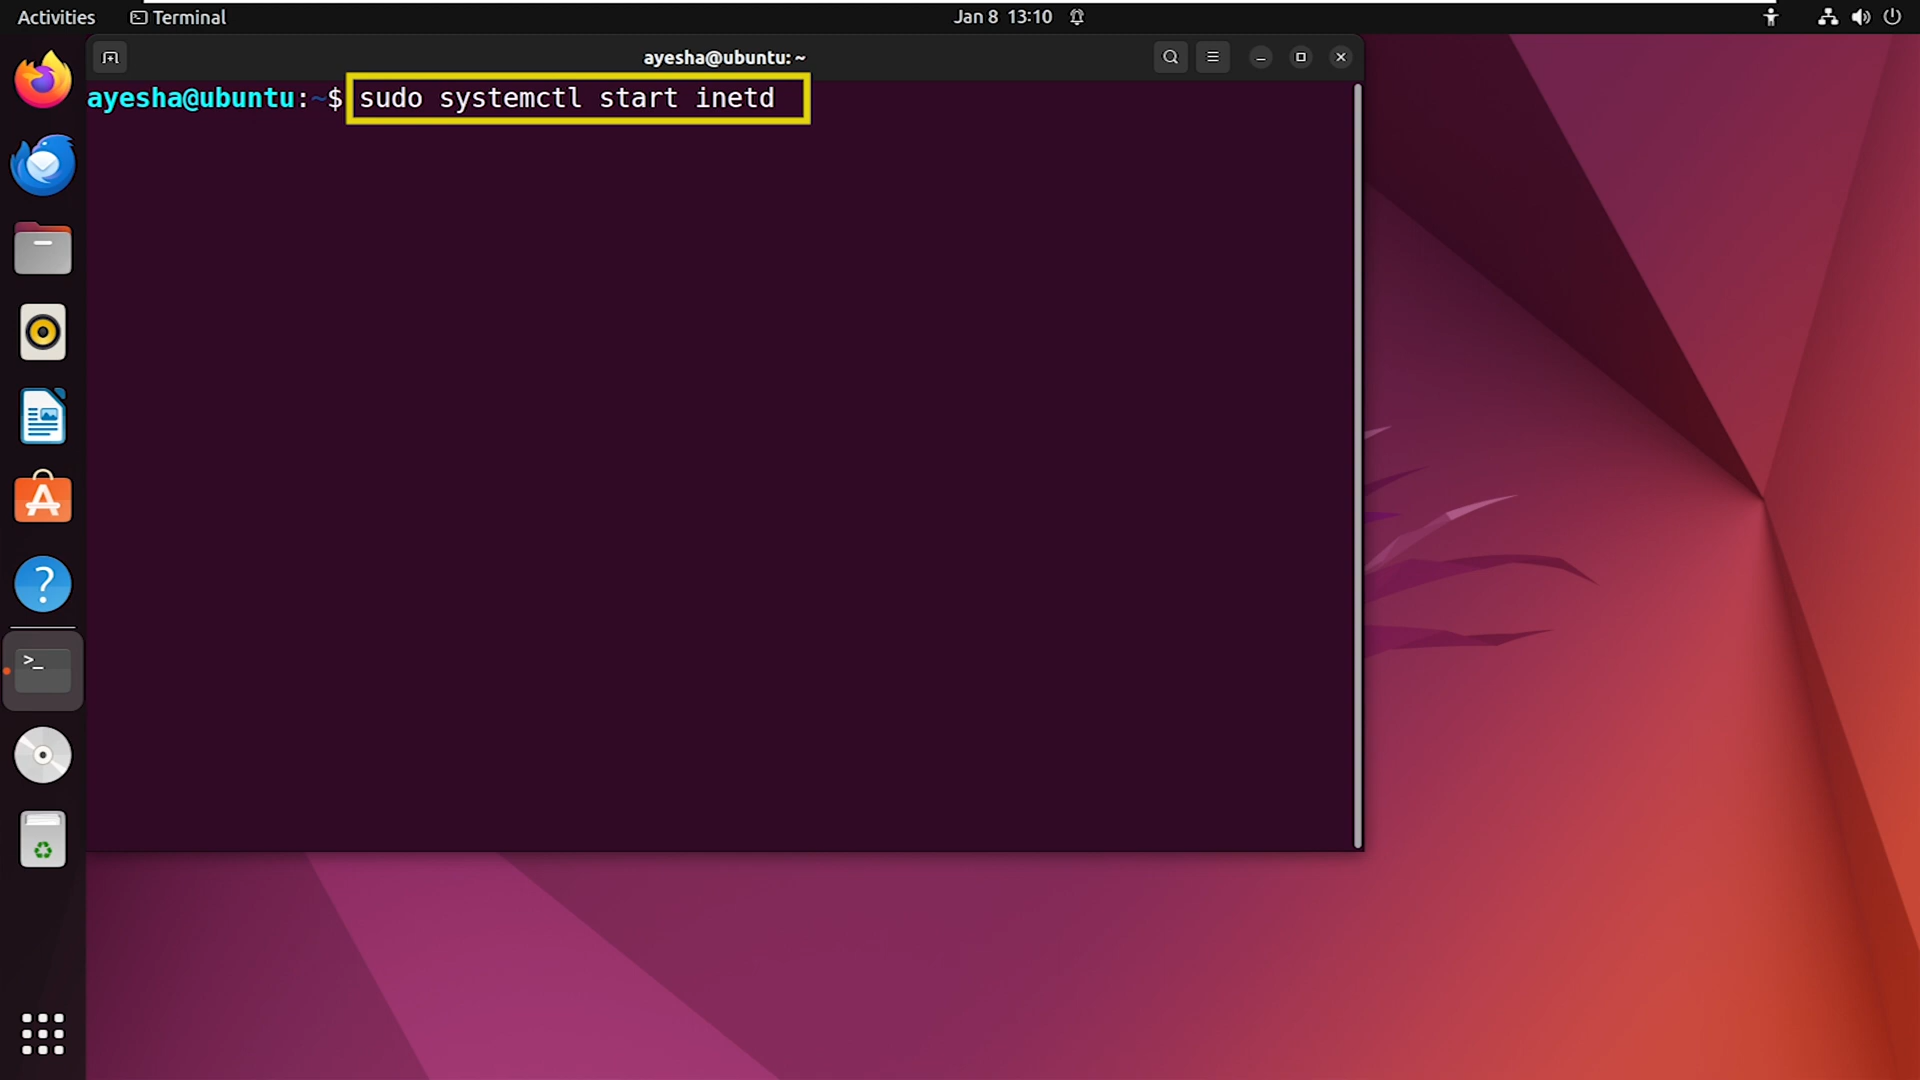 Activities Terminal Jan 8 13:10
ayesha@ubuntu: ~
ayesha@ubuntu:~$ sudo systemctl start inetd